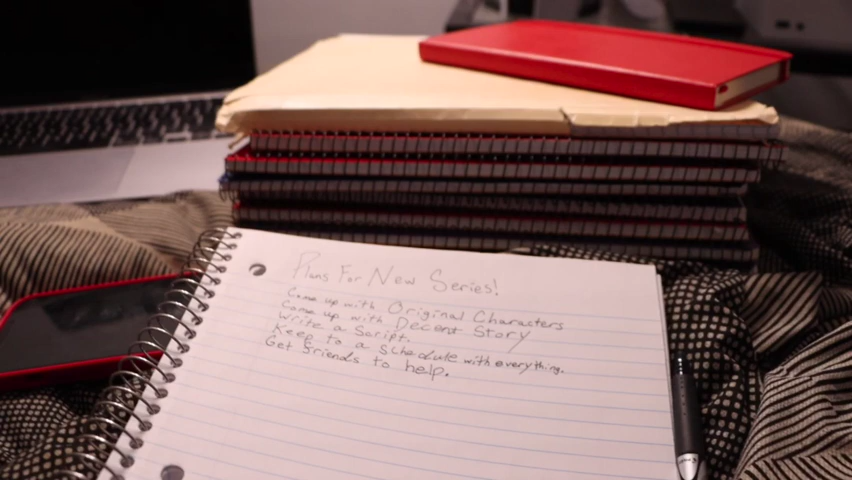 Plans For New Series!
Come up with Original Characters
Come up with Decent Story
Write a Script.
Keep to a Schedule with everything.
Get friends to help.